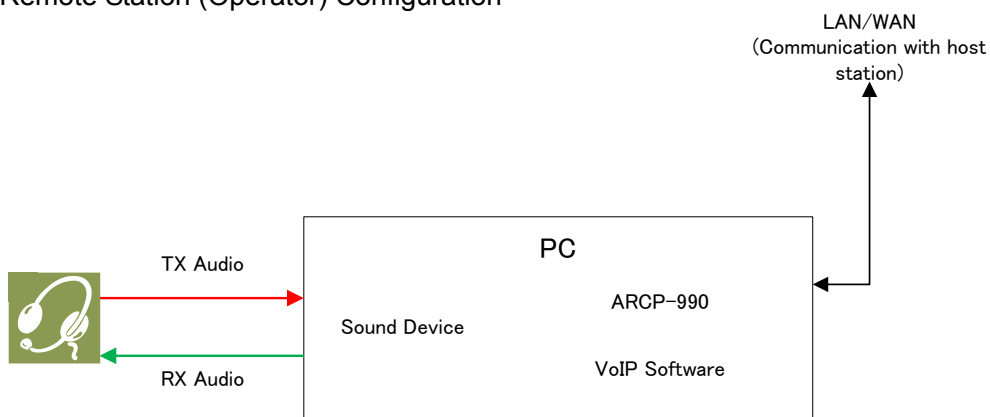 Remote Station (Operator) Configuration
LAN/WAN
(Communication with host
station)
PC
TX Audio
ARCP-990
Sound Device
VoIP Software
RX Audio